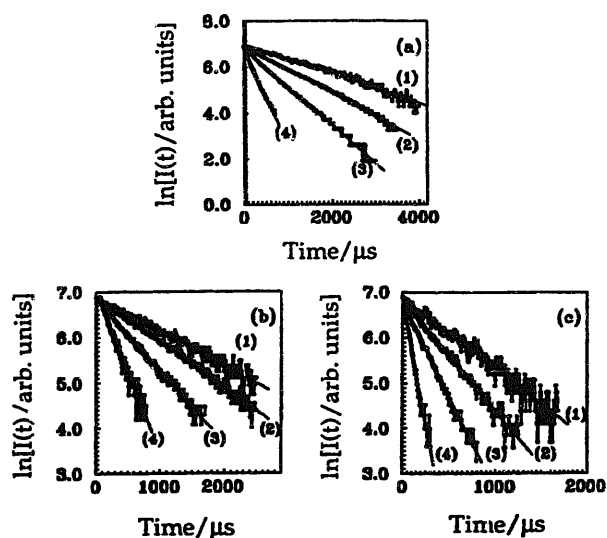 ln[I(t)/arb. units]
8.0
6.0
4.0
2.0
0.0
(a)
(1)
(2)
(3)
(4)
0 2000 4000
Time/μs
ln[I(t)/arb. units]
7.0
6.0
5.0
4.0
3.0
(b)
(1)
(2)
(3)
(4)
0 1000 2000
Time/μs
ln[I(t)/arb. units]
7.0
6.0
5.0
4.0
3.0
(c)
(1)
(2)
(3)
(4)
0 1000 2000
Time/μs